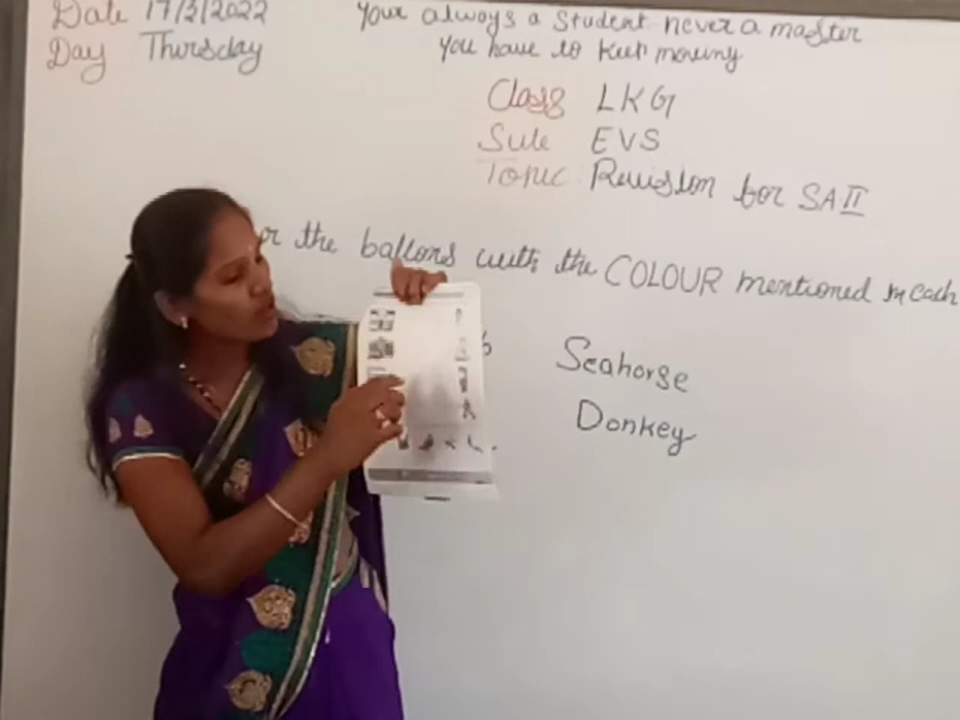 Date 17/3/2022
Day Thursday
Your always a student never a master
You have to keep moving
Class LKG
Sub EVS
Topic Revision for SA II
the ballons with the COLOUR mentioned in each
Seahorse
Donkey